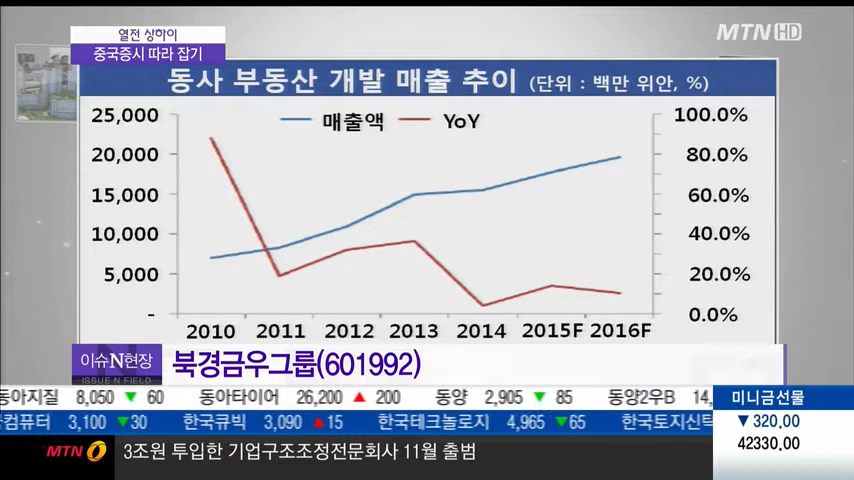 열전 상하이
중국증시 따라 잡기
MTN HD
동사 부동산 개발 매출 추이 (단위 : 백만 위안, %)
매출액 YoY
25,000 100.0%
20,000 80.0%
15,000 60.0%
10,000 40.0%
5,000 20.0%
- 0.0%
2010 2011 2012 2013 2014 2015F 2016F
이슈N현장
ISSUE N FIELD
북경금우그룹(601992)
동아지질 8,050 ▼ 60 동아타이어 26,200 ▲ 200 동양 2,905 ▼ 85 동양2우B 14,
컴퓨터 3,100 ▼30 한국큐빅 3,090 ▲15 한국테크놀로지 4,965 ▼65 한국토지신탁
미니금선물
▼320.00
42330.00
MTN 3조원 투입한 기업구조조정전문회사 11월 출범